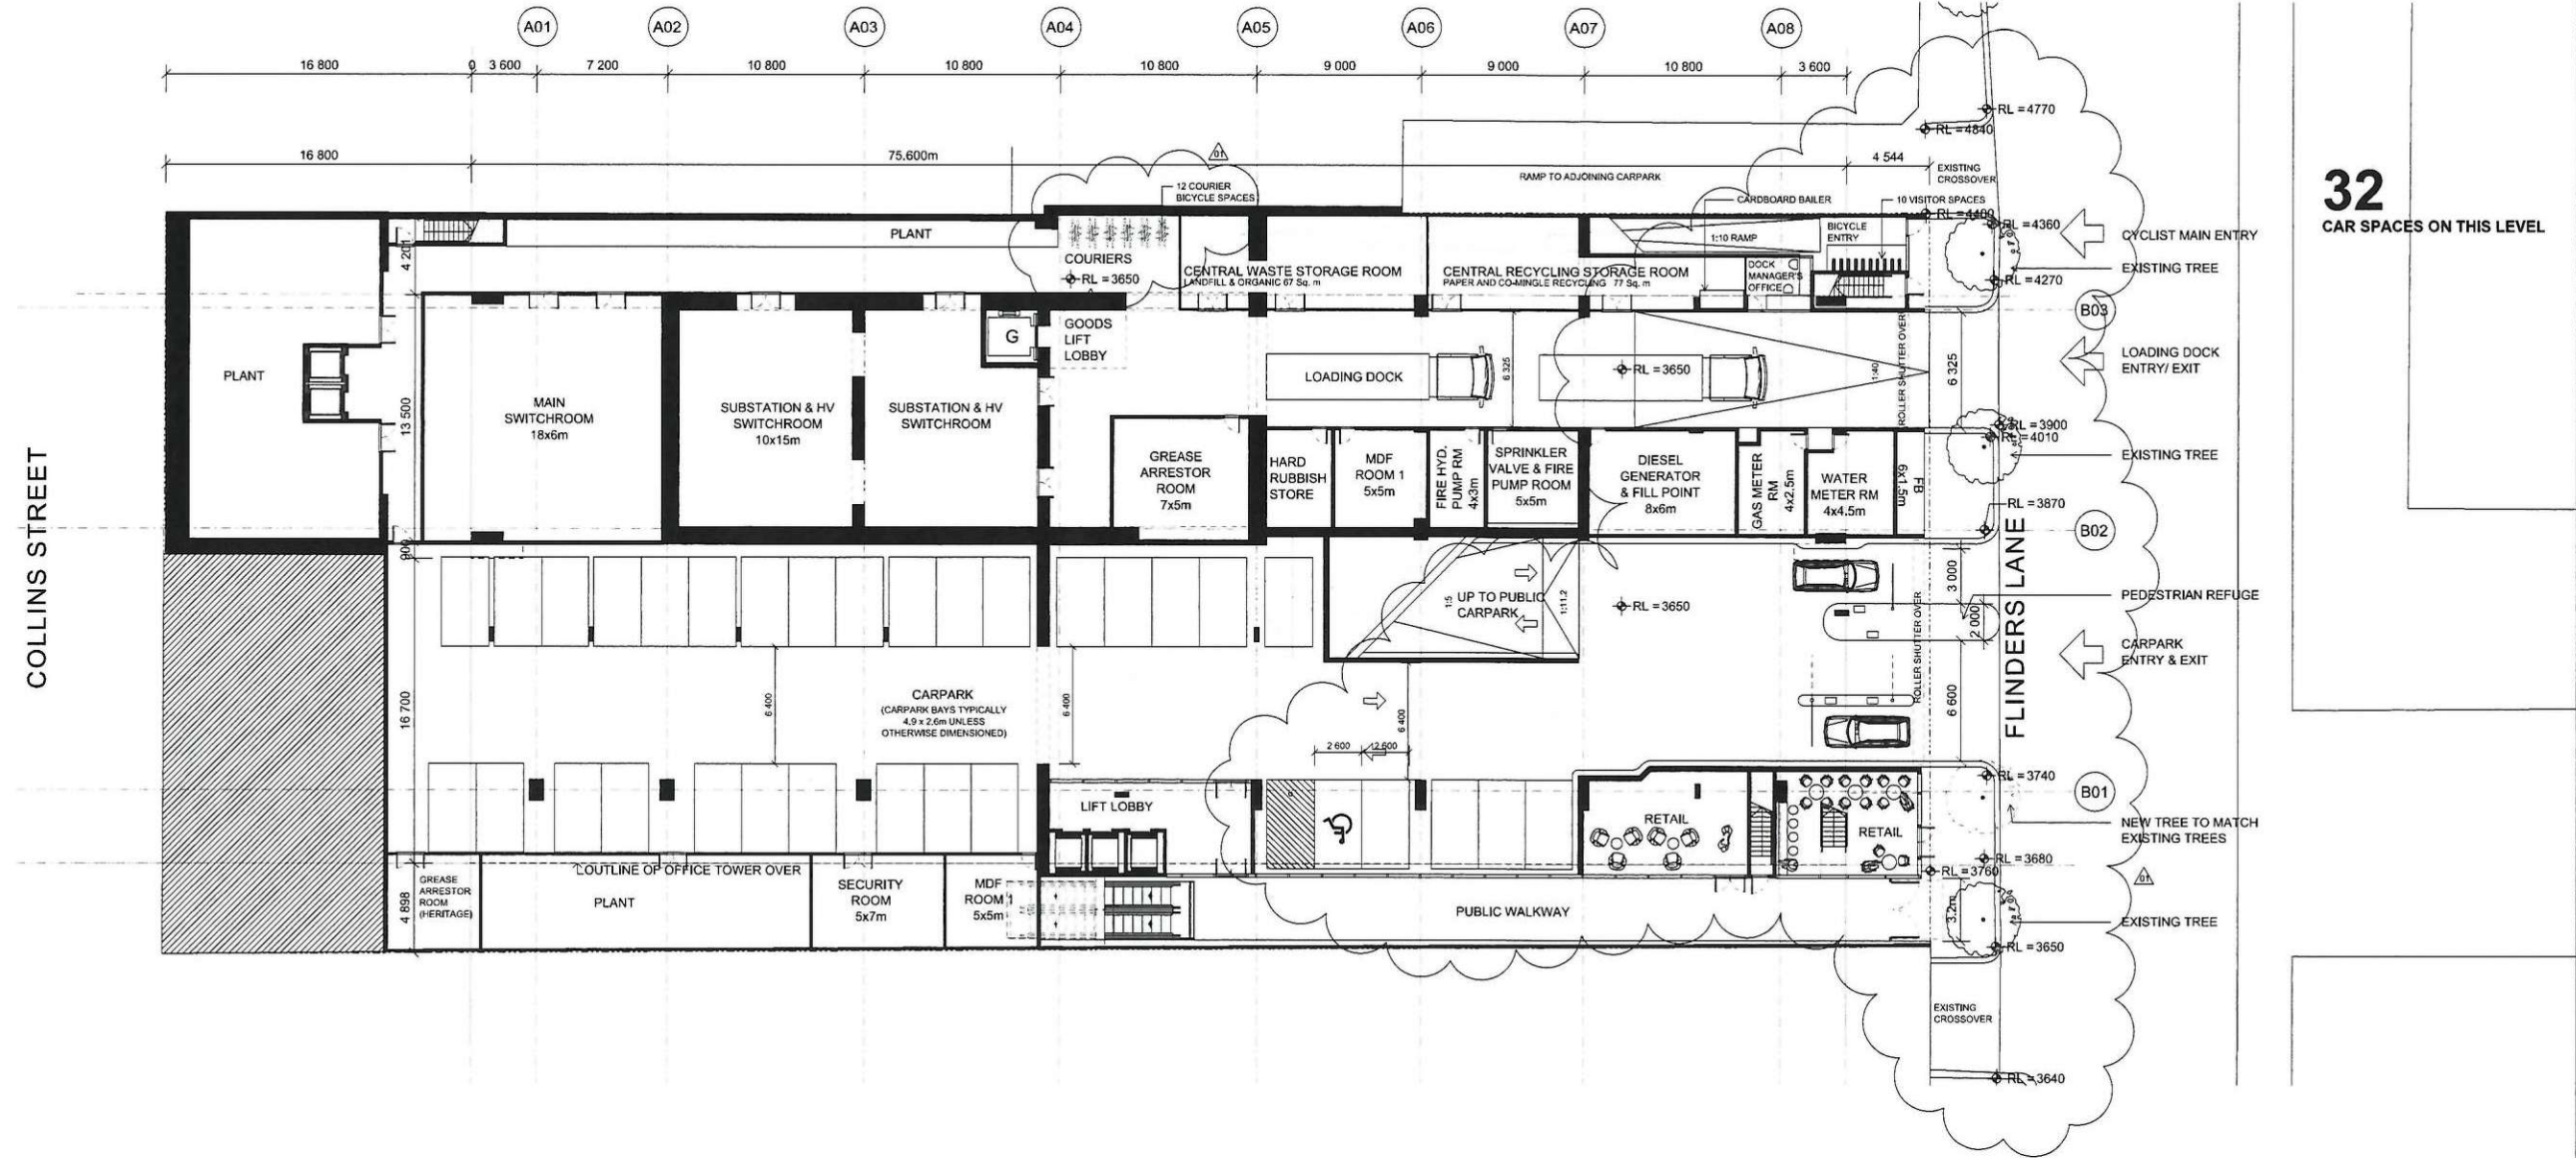 A01
A02
A03
A04
A05
A06
A07
A08
16 800
0
3 600
7 200
10 800
10 800
10 800
9 000
9 000
10 800
3 600
RL = 4770
RL = 4840
16 800
75.600m
01
4 544
EXISTING
CROSSOVER
RAMP TO ADJOINING CARPARK
12 COURIER
BICYCLE SPACES
CARDBOARD BAILER
10 VISITOR SPACES
32
CAR SPACES ON THIS LEVEL
RL = 4400
RL = 4360
PLANT
4 201
COURIERS
RL = 3650
CENTRAL WASTE STORAGE ROOM
LANDFILL & ORGANIC 67 Sq. m
CENTRAL RECYCLING STORAGE ROOM
PAPER AND CO-MINGLE RECYCLING 77 Sq. m
1:10 RAMP
BICYCLE
ENTRY
DOCK
MANAGER'S
OFFICE
CYCLIST MAIN ENTRY
EXISTING TREE
RL = 4270
B03
PLANT
13 500
MAIN
SWITCHROOM
18x6m
SUBSTATION & HV
SWITCHROOM
10x15m
SUBSTATION & HV
SWITCHROOM
G
GOODS
LIFT
LOBBY
LOADING DOCK
6 325
RL = 3650
1:40
ROLLER SHUTTER OVER
6 325
LOADING DOCK
ENTRY/ EXIT
RL = 3900
RL = 4010
EXISTING TREE
GREASE
ARRESTOR
ROOM
7x5m
HARD
RUBBISH
STORE
MDF
ROOM 1
5x5m
FIRE HYD.
PUMP RM
4x3m
SPRINKLER
VALVE & FIRE
PUMP ROOM
5x5m
DIESEL
GENERATOR
& FILL POINT
8x6m
GAS METER
RM
4x2.5m
WATER
METER RM
4x4.5m
FB
6x1.5m
RL = 3870
B02
COLLINS STREET
FLINDERS LANE
900
1:5
UP TO PUBLIC
CARPARK
1:11.2
RL = 3650
3 000
2 000
PEDESTRIAN REFUGE
ROLLER SHUTTER OVER
CARPARK
ENTRY & EXIT
16 700
6 400
CARPARK
(CARPARK BAYS TYPICALLY
4.9 x 2.6m UNLESS
OTHERWISE DIMENSIONED)
6 400
6 400
2 600
2 600
6 600
RL = 3740
B01
LIFT LOBBY
RETAIL
RETAIL
NEW TREE TO MATCH
EXISTING TREES
RL = 3680
RL = 3760
01
4 898
GREASE
ARRESTOR
ROOM
(HERITAGE)
OUTLINE OF OFFICE TOWER OVER
PLANT
SECURITY
ROOM
5x7m
MDF
ROOM 1
5x5m
PUBLIC WALKWAY
3.2m
EXISTING TREE
RL = 3650
EXISTING
CROSSOVER
RL = 3640